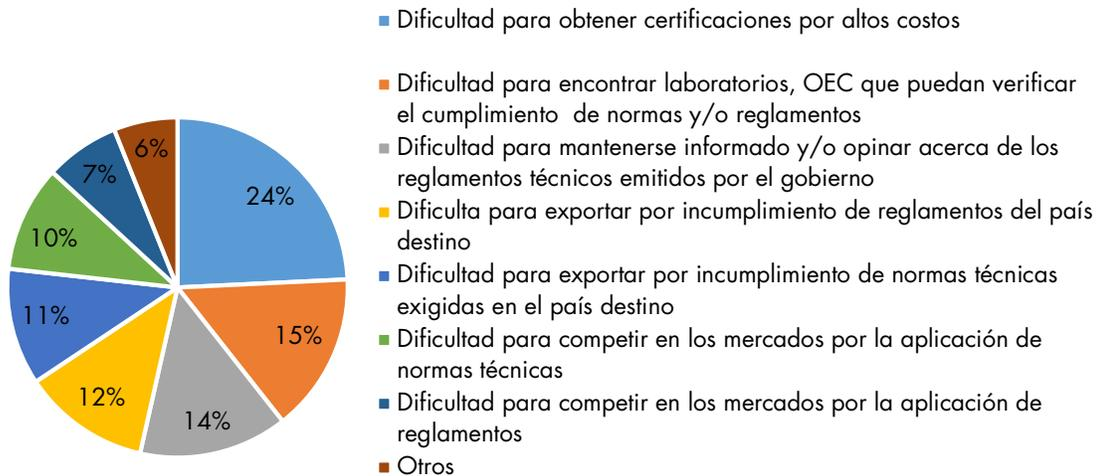 Dificultad para obtener certificaciones por altos costos
Dificultad para encontrar laboratorios, OEC que puedan verificar
el cumplimiento  de normas y/o reglamentos
Dificultad para mantenerse informado y/o opinar acerca de los
reglamentos técnicos emitidos por el gobierno
Dificulta para exportar por incumplimiento de reglamentos del país
destino
Dificultad para exportar por incumplimiento de normas técnicas
exigidas en el país destino
Dificultad para competir en los mercados por la aplicación de
normas técnicas
Dificultad para competir en los mercados por la aplicación de
reglamentos
Otros
24%
15%
14%
12%
11%
10%
7%
6%